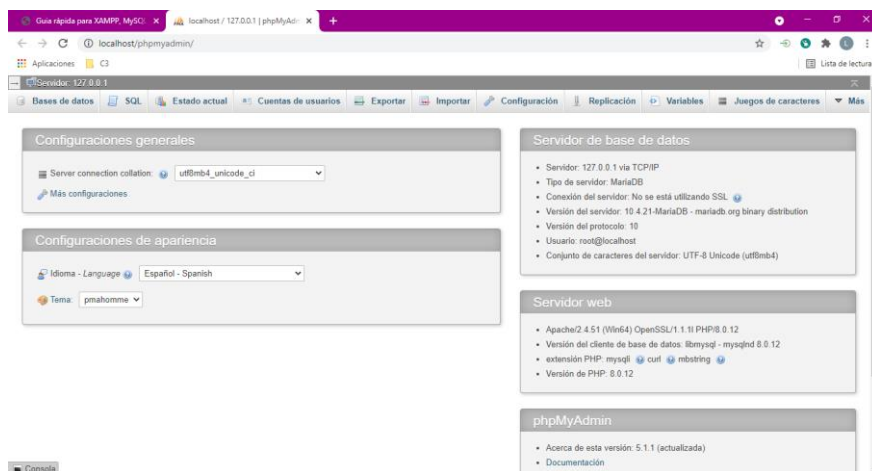 Guia rápida para XAMPP, MySQL
localhost / 127.0.0.1 | phpMyAdm
localhost/phpmyadmin/
Aplicaciones
C3
Lista de lectura
Servidor: 127.0.0.1
Bases de datos
SQL
Estado actual
Cuentas de usuarios
Exportar
Importar
Configuración
Replicación
Variables
Juegos de caracteres
Más
Configuraciones generales
Server connection collation:
utf8mb4_unicode_ci
Más configuraciones
Configuraciones de apariencia
Idioma - Language
Español - Spanish
Tema:
pmahomme
Servidor de base de datos
Servidor: 127.0.0.1 via TCP/IP
Tipo de servidor: MariaDB
Conexión del servidor: No se está utilizando SSL
Versión del servidor: 10.4.21-MariaDB - mariadb.org binary distribution
Versión del protocolo: 10
Usuario: root@localhost
Conjunto de caracteres del servidor: UTF-8 Unicode (utf8mb4)
Servidor web
Apache/2.4.51 (Win64) OpenSSL/1.1.1l PHP/8.0.12
Versión del cliente de base de datos: libmysql - mysqlnd 8.0.12
extensión PHP: mysqli curl mbstring
Versión de PHP: 8.0.12
phpMyAdmin
Acerca de esta versión: 5.1.1 (actualizada)
Documentación
Consola